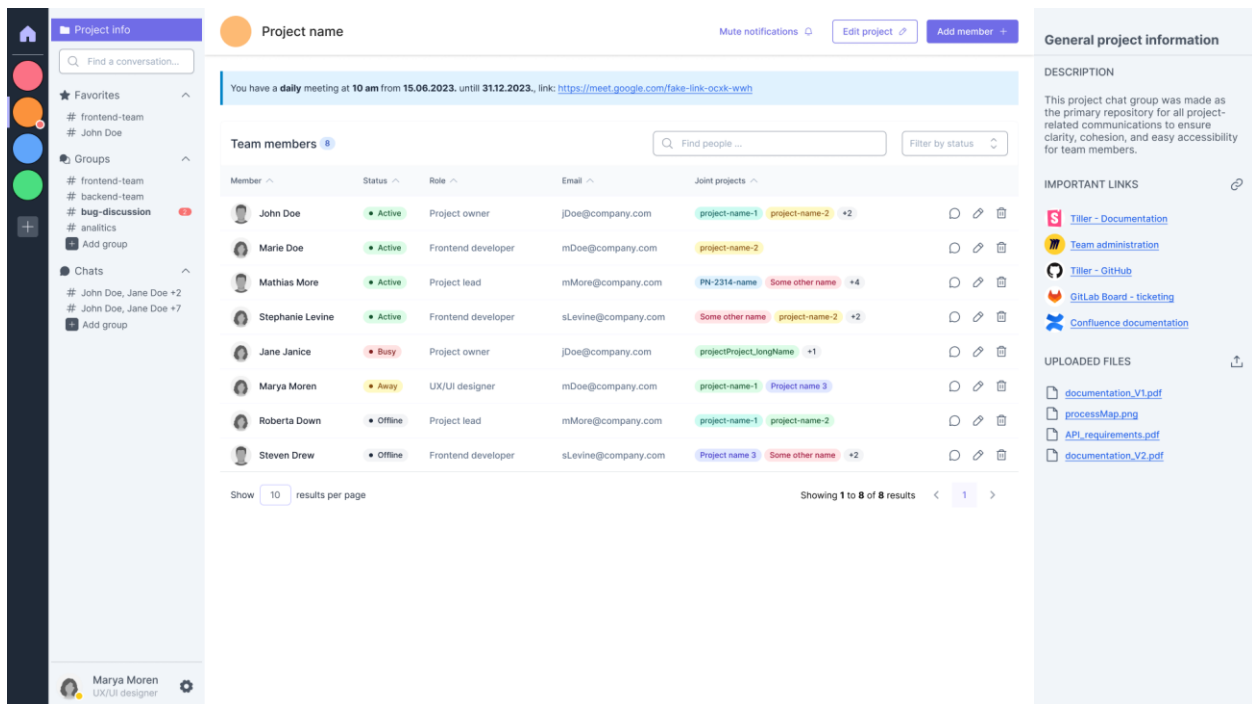 Project info
Find a conversation...
Favorites
# frontend-team
# John Doe
Groups
# frontend-team
# backend-team
# bug-discussion 2
# analitics
Add group
Chats
# John Doe, Jane Doe +2
# John Doe, Jane Doe +7
Add group
Marya Moren
UX/UI designer
Project name
Mute notifications
Edit project
Add member +
You have a daily meeting at 10 am from 15.06.2023. untill 31.12.2023., link: https://meet.google.com/fake-link-ocxk-wwh
Team members 8
Find people ...
Filter by status
Member Status Role Email Joint projects
John Doe Active Project owner jDoe@company.com project-name-1 project-name-2 +2
Marie Doe Active Frontend developer mDoe@company.com project-name-2
Mathias More Active Project lead mMore@company.com PN-2314-name Some other name +4
Stephanie Levine Active Frontend developer sLevine@company.com Some other name project-name-2 +2
Jane Janice Busy Project owner jDoe@company.com projectProject_longName +1
Marya Moren Away UX/UI designer mDoe@company.com project-name-1 Project name 3
Roberta Down Offline Project lead mMore@company.com project-name-1 project-name-2
Steven Drew Offline Frontend developer sLevine@company.com Project name 3 Some other name +2
Show 10 results per page
Showing 1 to 8 of 8 results < 1 >
General project information
DESCRIPTION
This project chat group was made as
the primary repository for all project-
related communications to ensure
clarity, cohesion, and easy accessibility
for team members.
IMPORTANT LINKS
Tiller - Documentation
Team administration
Tiller - GitHub
GitLab Board - ticketing
Confluence documentation
UPLOADED FILES
documentation_V1.pdf
processMap.png
API_requirements.pdf
documentation_V2.pdf